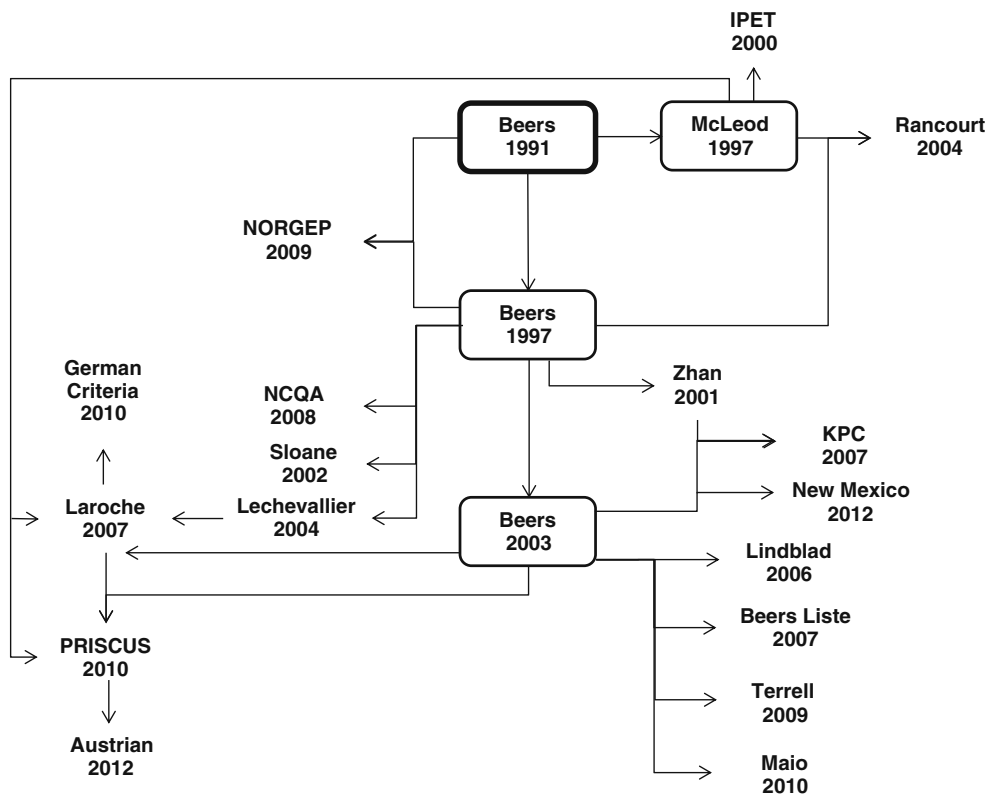 IPET
2000
Beers
1991
McLeod
1997
Rancourt
2004
NORGEP
2009
Beers
1997
German
Criteria
2010
NCQA
2008
Zhan
2001
Sloane
2002
KPC
2007
Laroche
2007
Lechevallier
2004
Beers
2003
New Mexico
2012
Lindblad
2006
Beers Liste
2007
PRISCUS
2010
Terrell
2009
Austrian
2012
Maio
2010